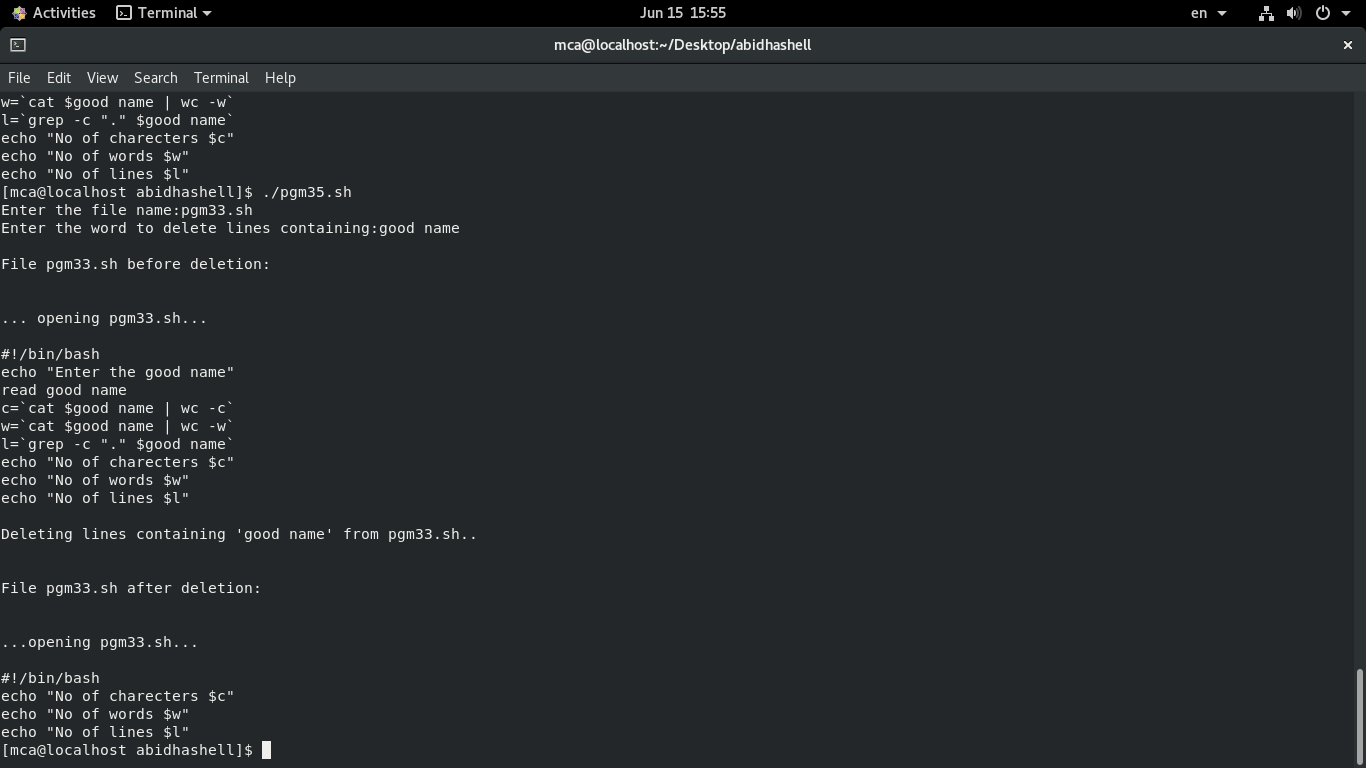 Activities Terminal Jun 15 15:55 en
mca@localhost:~/Desktop/abidhashell
File Edit View Search Terminal Help
w=`cat $good name | wc -w`
l=`grep -c "." $good name`
echo "No of charecters $c"
echo "No of words $w"
echo "No of lines $l"
[mca@localhost abidhashell]$ ./pgm35.sh
Enter the file name:pgm33.sh
Enter the word to delete lines containing:good name
File pgm33.sh before deletion:
... opening pgm33.sh...
#!/bin/bash
echo "Enter the good name"
read good name
c=`cat $good name | wc -c`
w=`cat $good name | wc -w`
l=`grep -c "." $good name`
echo "No of charecters $c"
echo "No of words $w"
echo "No of lines $l"
Deleting lines containing 'good name' from pgm33.sh..
File pgm33.sh after deletion:
...opening pgm33.sh...
#!/bin/bash
echo "No of charecters $c"
echo "No of words $w"
echo "No of lines $l"
[mca@localhost abidhashell]$